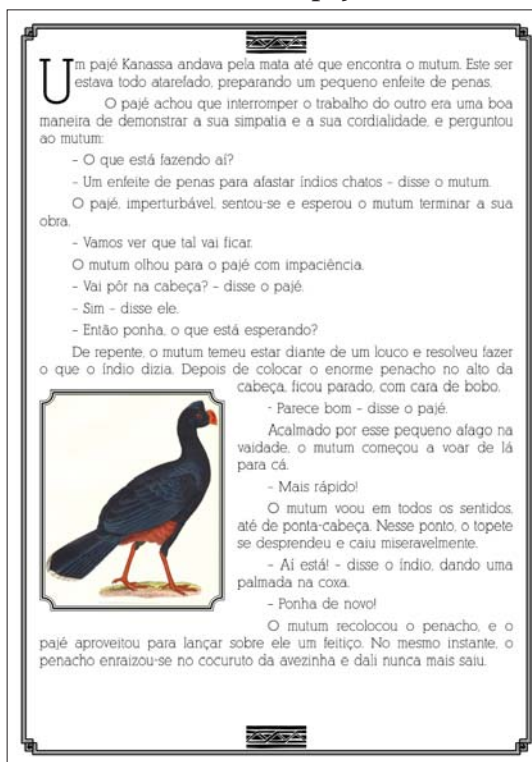 Um pajé Kanassa andava pela mata até que encontra o mutum. Este ser
estava todo atarefado, preparando um pequeno enfeite de penas.
O pajé achou que interromper o trabalho do outro era uma boa
maneira de demonstrar a sua simpatia e a sua cordialidade, e perguntou
ao mutum:
– O que está fazendo aí?
– Um enfeite de penas para afastar índios chatos – disse o mutum.
O pajé, imperturbável, sentou-se e esperou o mutum terminar a sua
obra.
– Vamos ver que tal vai ficar.
O mutum olhou para o pajé com impaciência.
– Vai pôr na cabeça? – disse o pajé.
– Sim – disse ele.
– Então ponha, o que está esperando?
De repente, o mutum temeu estar diante de um louco e resolveu fazer
o que o índio dizia. Depois de colocar o enorme penacho no alto da
cabeça, ficou parado, com cara de bobo.
- Parece bom – disse o pajé.
Acalmado por esse pequeno afago na
vaidade, o mutum começou a voar de lá
para cá.
– Mais rápido!
O mutum voou em todos os sentidos,
até de ponta-cabeça. Nesse ponto, o topete
se desprendeu e caiu miseravelmente.
– Aí está! – disse o índio, dando uma
palmada na coxa.
– Ponha de novo!
O mutum recolocou o penacho, e o
pajé aproveitou para lançar sobre ele um feitiço. No mesmo instante, o
penacho enraizou-se no cocuruto da avezinha e dali nunca mais saiu.